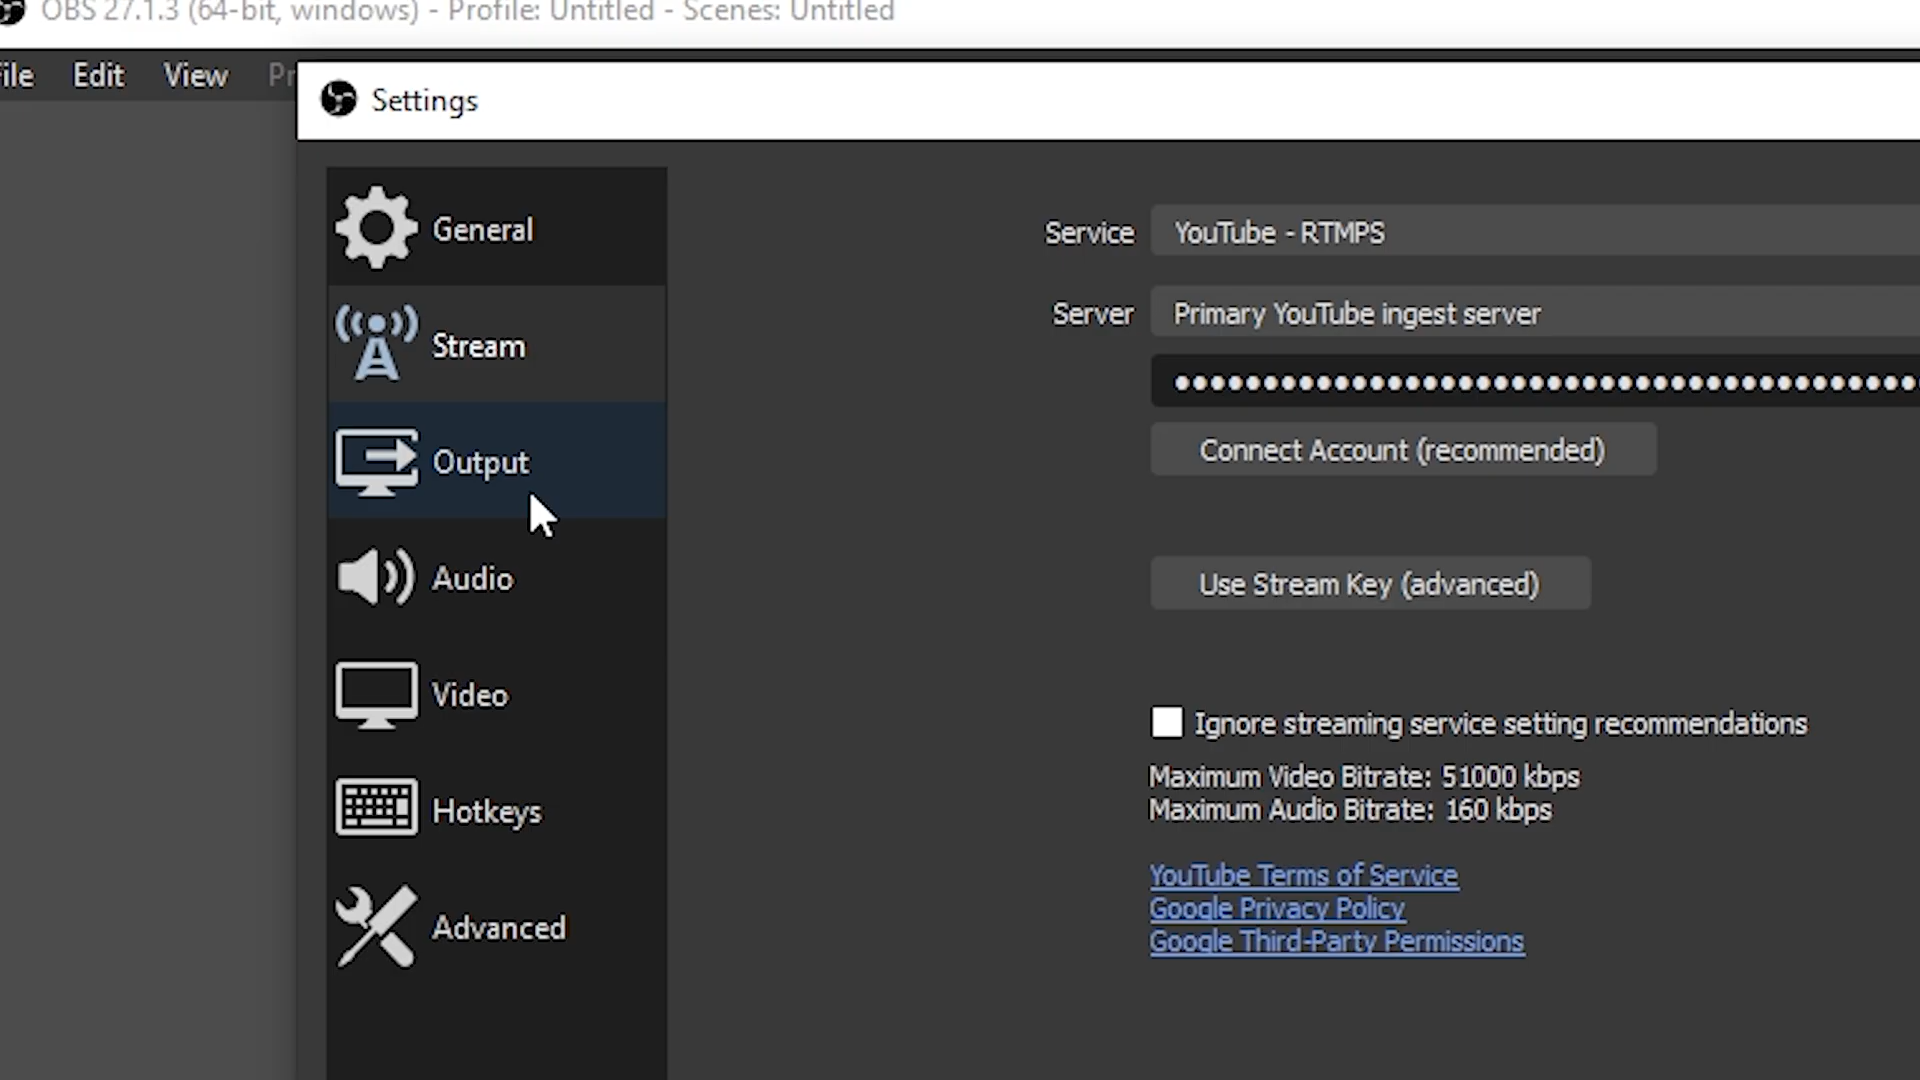 OBS 27.1.3 (64-bit, windows) - Profile: Untitled - Scenes: Untitled
Edit View
Settings
General
Stream
Output
Audio
Video
Hotkeys
Advanced
Service YouTube - RTMPS
Server Primary YouTube ingest server
Connect Account (recommended)
Use Stream Key (advanced)
Ignore streaming service setting recommendations
Maximum Video Bitrate: 51000 kbps
Maximum Audio Bitrate: 160 kbps
YouTube Terms of Service
Google Privacy Policy
Google Third-Party Permissions